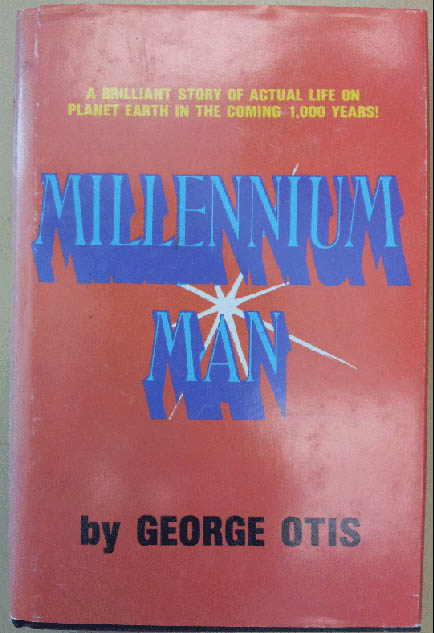 A BRILLIANT STORY OF ACTUAL LIFE ON
PLANET EARTH IN THE COMING 1,000 YEARS!
MILLENNIUM
MAN
by GEORGE OTIS